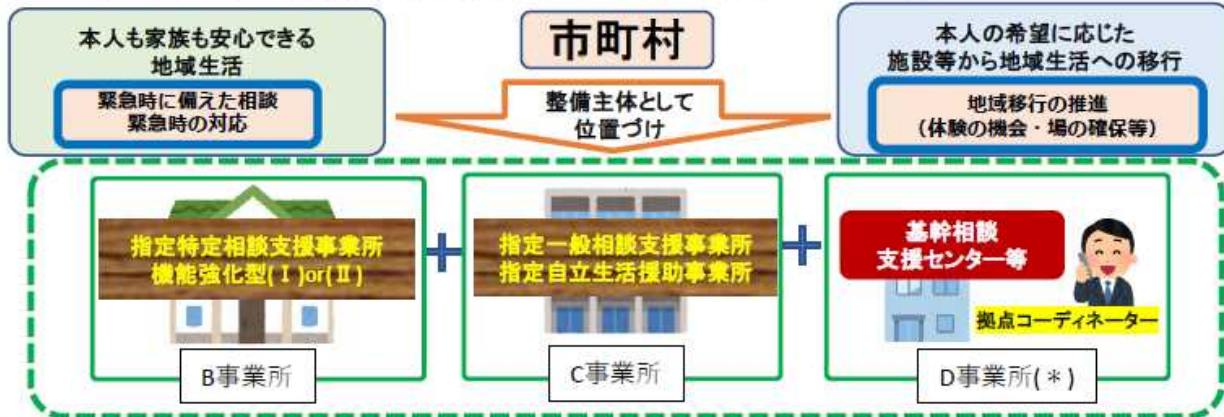 本人も家族も安心できる
地域生活
緊急時に備えた相談
緊急時の対応
市町村
整備主体として
位置づけ
本人の希望に応じた
施設等から地域生活への移行
地域移行の推進
（体験の機会・場の確保等）
指定特定相談支援事業所
機能強化型(Ⅰ)or(Ⅱ)
B事業所
+
指定一般相談支援事業所
指定自立生活援助事業所
C事業所
+
基幹相談
支援センター等
拠点コーディネーター
D事業所(＊)